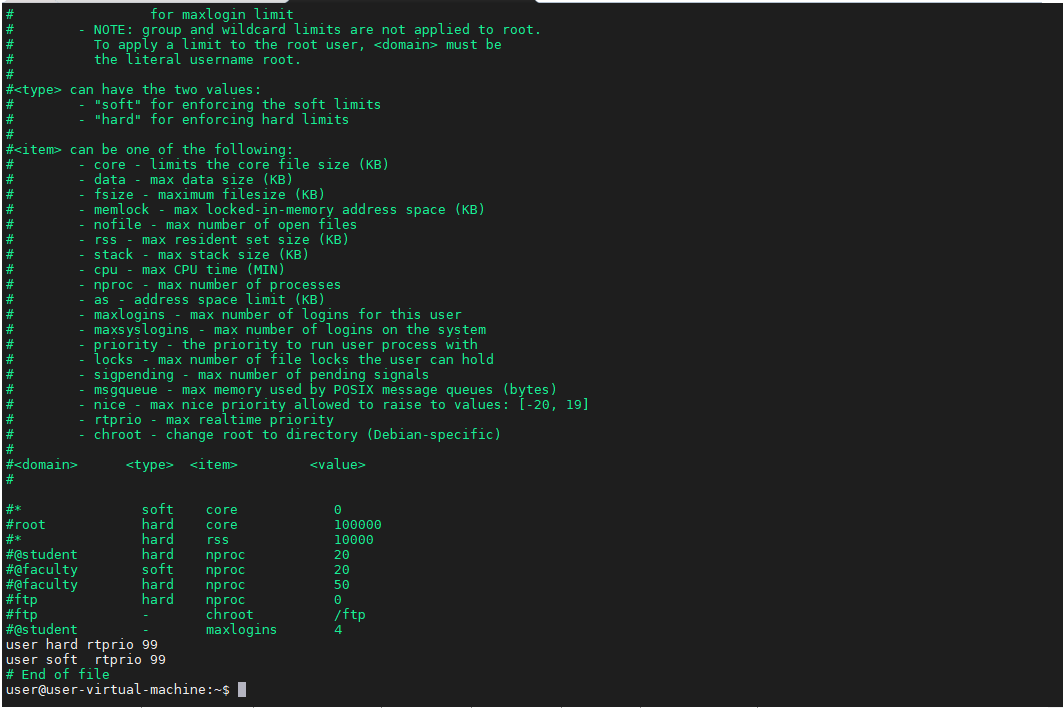 #                 for maxlogin limit
#        - NOTE: group and wildcard limits are not applied to root.
#          To apply a limit to the root user, <domain> must be
#          the literal username root.
#
#<type> can have the two values:
#        - "soft" for enforcing the soft limits
#        - "hard" for enforcing hard limits
#
#<item> can be one of the following:
#        - core - limits the core file size (KB)
#        - data - max data size (KB)
#        - fsize - maximum filesize (KB)
#        - memlock - max locked-in-memory address space (KB)
#        - nofile - max number of open files
#        - rss - max resident set size (KB)
#        - stack - max stack size (KB)
#        - cpu - max CPU time (MIN)
#        - nproc - max number of processes
#        - as - address space limit (KB)
#        - maxlogins - max number of logins for this user
#        - maxsyslogins - max number of logins on the system
#        - priority - the priority to run user process with
#        - locks - max number of file locks the user can hold
#        - sigpending - max number of pending signals
#        - msgqueue - max memory used by POSIX message queues (bytes)
#        - nice - max nice priority allowed to raise to values: [-20, 19]
#        - rtprio - max realtime priority
#        - chroot - change root to directory (Debian-specific)
#
#<domain>      <type>  <item>         <value>
#
#*               soft    core            0
#root            hard    core            100000
#*               hard    rss             10000
#@student        hard    nproc           20
#@faculty        soft    nproc           20
#@faculty        hard    nproc           50
#ftp             hard    nproc           0
#ftp             -       chroot          /ftp
#@student        -       maxlogins       4
user hard rtprio 99
user soft  rtprio 99
# End of file
user@user-virtual-machine:~$